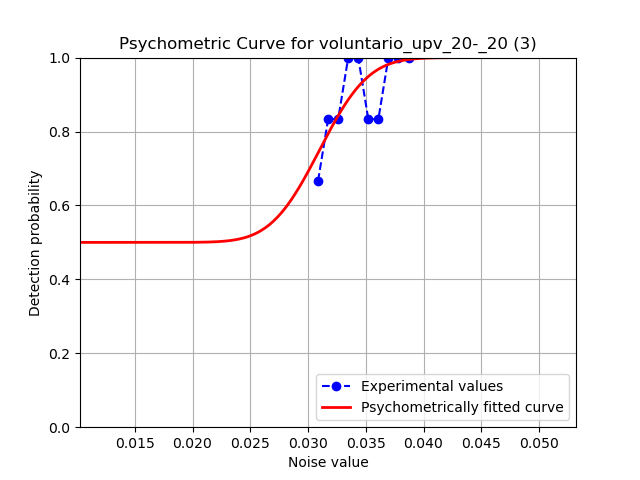 Psychometric Curve for voluntario_upv_20-_20 (3)
1.0
0.8
0.6
0.4
0.2
0.0
Detection probability
0.015 0.020 0.025 0.030 0.035 0.040 0.045 0.050
Noise value
Experimental values
Psychometrically fitted curve